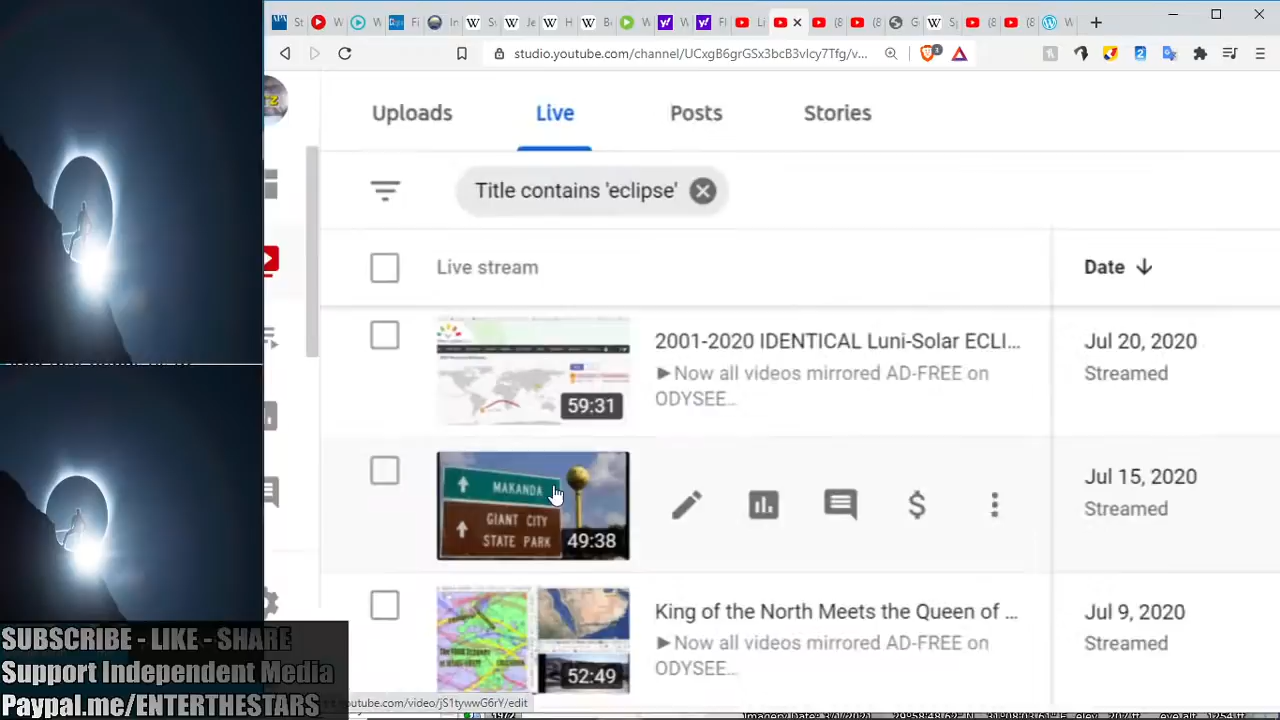 studio.youtube.com/channel/UCxgB6grGSx3bcB3vIcy7Tfg/v...
Uploads
Live
Posts
Stories
Title contains 'eclipse'
Live stream
Date
2001-2020 IDENTICAL Luni-Solar ECLI...
►Now all videos mirrored AD-FREE on
ODYSEE...
59:31
Jul 20, 2020
Streamed
MAKANDA
GIANT CITY
STATE PARK
49:38
Jul 15, 2020
Streamed
King of the North Meets the Queen of ...
►Now all videos mirrored AD-FREE on
ODYSEE...
52:49
Jul 9, 2020
Streamed
SUBSCRIBE - LIKE - SHARE
Support Independent Media
Paypal.me/ENTERTHESTARS
youtube.com/video/jS1tywwG6rY/edit